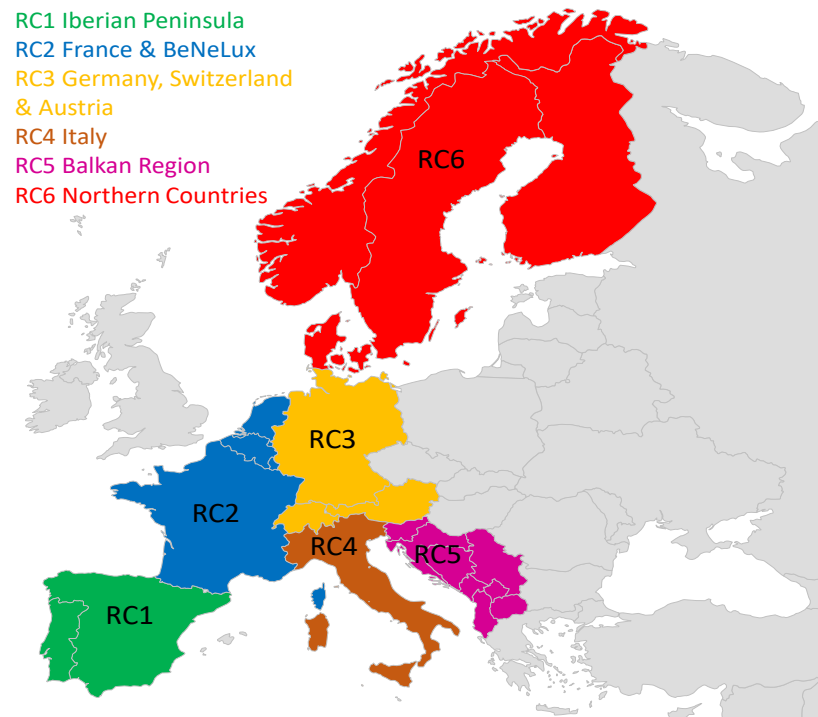 RC1 Iberian Peninsula
RC2 France & BeNeLux
RC3 Germany, Switzerland
& Austria
RC4 Italy
RC5 Balkan Region
RC6 Northern Countries
RC6
RC3
RC2
RC4
RC5
RC1